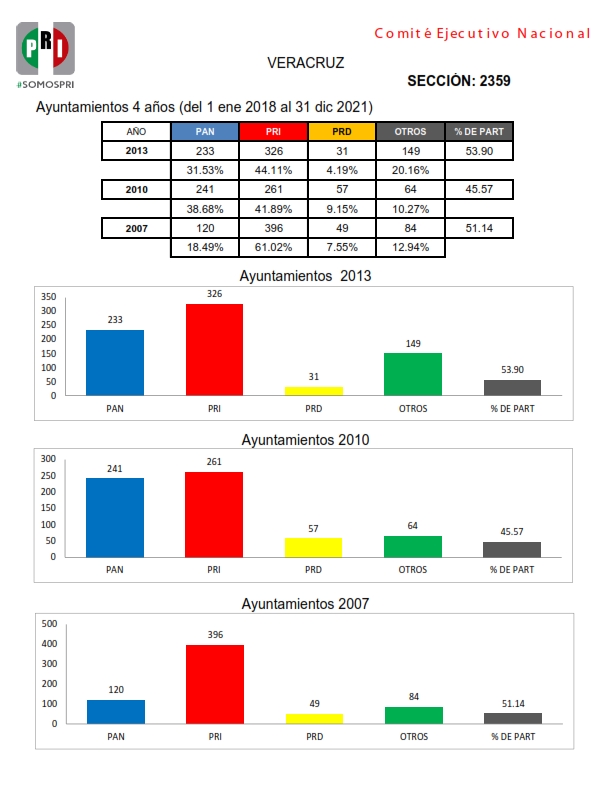 Comité Ejecutivo Nacional
PRI
#SOMOSPRI
VERACRUZ
SECCIÓN: 2359
Ayuntamientos 4 años (del 1 ene 2018 al 31 dic 2021)
AÑO PAN PRI PRD OTROS % DE PART
2013 233 326 31 149 53.90
31.53% 44.11% 4.19% 20.16%
2010 241 261 57 64 45.57
38.68% 41.89% 9.15% 10.27%
2007 120 396 49 84 51.14
18.49% 61.02% 7.55% 12.94%
Ayuntamientos 2013
350
300
250
200
150
100
50
0
233 326 31 149 53.90
PAN PRI PRD OTROS % DE PART
Ayuntamientos 2010
300
250
200
150
100
50
0
241 261 57 64 45.57
PAN PRI PRD OTROS % DE PART
Ayuntamientos 2007
500
400
300
200
100
0
120 396 49 84 51.14
PAN PRI PRD OTROS % DE PART